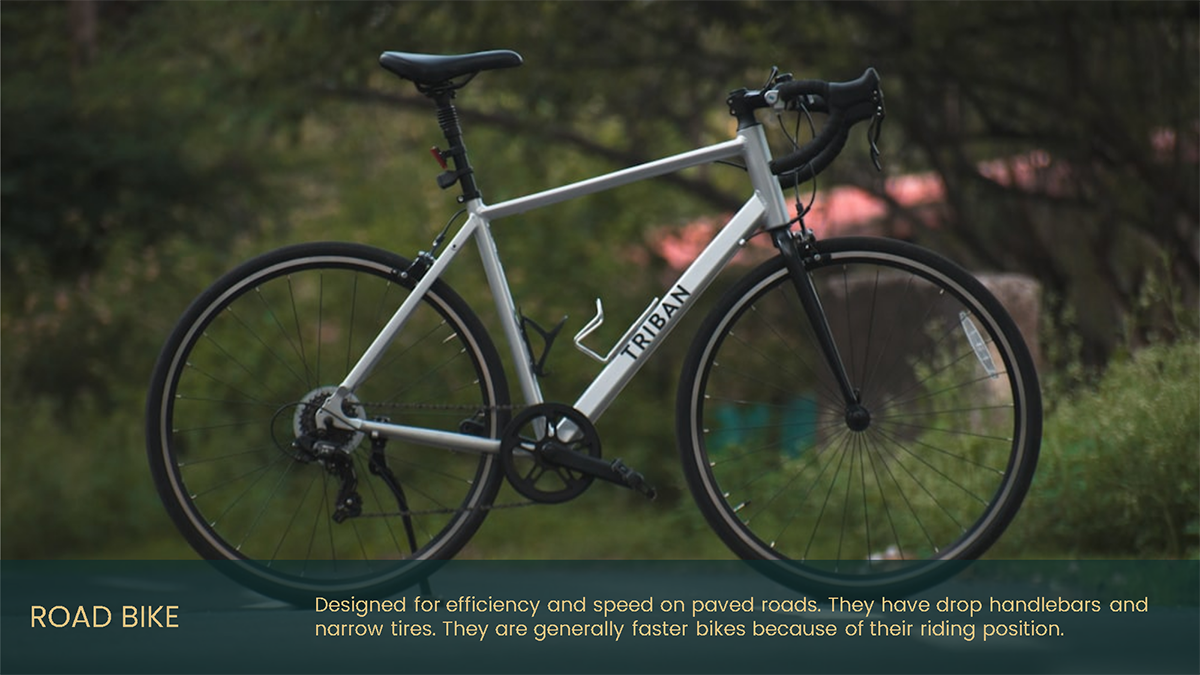 TRIBAN
ROAD BIKE
Designed for efficiency and speed on paved roads. They have drop handlebars and
narrow tires. They are generally faster bikes because of their riding position.